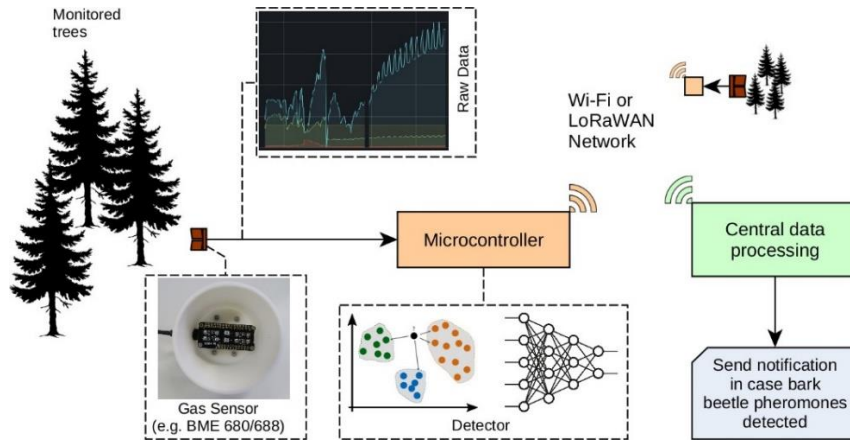 Monitored
trees
Raw Data
Wi-Fi or
LoRaWAN
Network
Microcontroller
Central data
processing
Gas Sensor
(e.g. BME 680/688)
?
Detector
Send notification
in case bark
beetle pheromones
detected